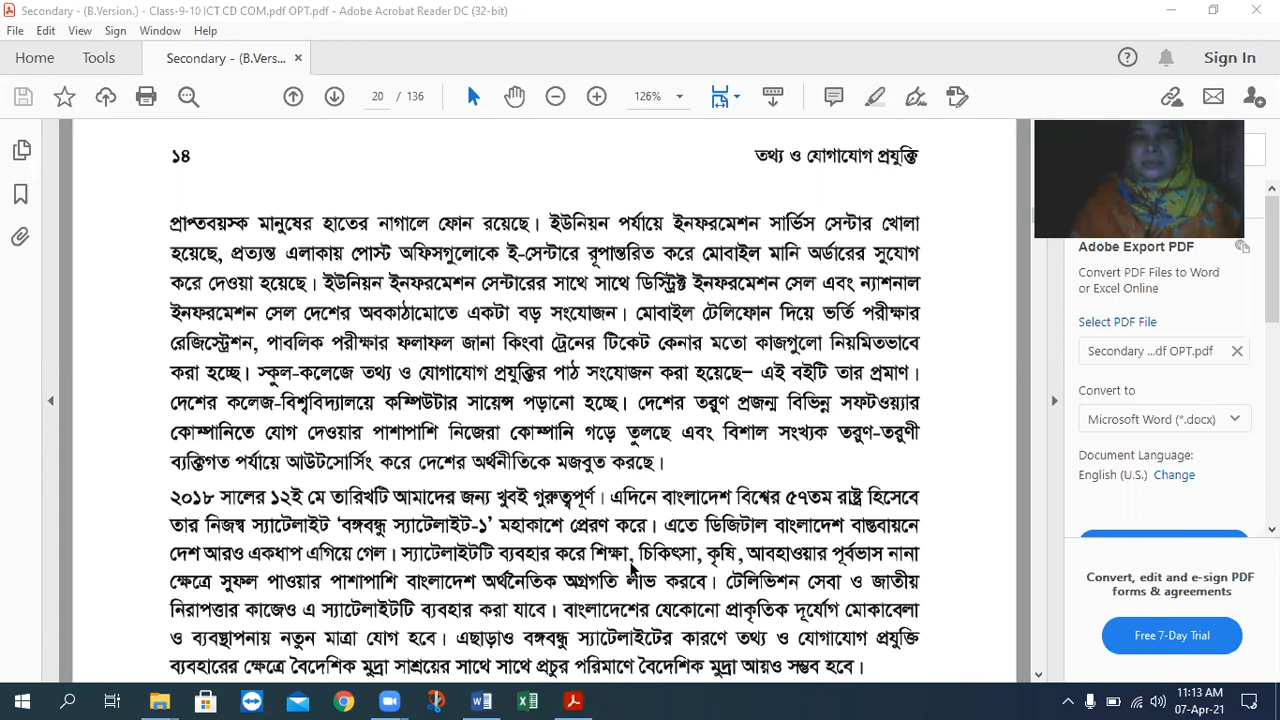 Secondary - (B.Version.) - Class-9-10 ICT CD COM.pdf OPT.pdf - Adobe Acrobat Reader DC (32-bit)
File Edit View Sign Window Help
Home Tools Secondary - (B.Vers... Sign In
20 / 136 126%
১৪ তথ্য ও যোগাযোগ প্রযুক্তি
প্রাপ্তবয়স্ক মানুষের হাতের নাগালে ফোন রয়েছে। ইউনিয়ন পর্যায়ে ইনফরমেশন সার্ভিস সেন্টার খোলা
হয়েছে, প্রত্যন্ত এলাকায় পোস্ট অফিসগুলোকে ই-সেন্টারে রূপান্তরিত করে মোবাইল মানি অর্ডারের সুযোগ
করে দেওয়া হয়েছে। ইউনিয়ন ইনফরমেশন সেন্টারের সাথে সাথে ডিস্ট্রিক্ট ইনফরমেশন সেল এবং ন্যাশনাল
ইনফরমেশন সেল দেশের অবকাঠামোতে একটা বড় সংযোজন। মোবাইল টেলিফোন দিয়ে ভর্তি পরীক্ষার
রেজিস্ট্রেশন, পাবলিক পরীক্ষার ফলাফল জানা কিংবা ট্রেনের টিকেট কেনার মতো কাজগুলো নিয়মিতভাবে
করা হচ্ছে। স্কুল-কলেজে তথ্য ও যোগাযোগ প্রযুক্তির পাঠ সংযোজন করা হয়েছে– এই বইটি তার প্রমাণ।
দেশের কলেজ-বিশ্ববিদ্যালয়ে কম্পিউটার সায়েন্স পড়ানো হচ্ছে। দেশের তরুণ প্রজন্ম বিভিন্ন সফটওয়্যার
কোম্পানিতে যোগ দেওয়ার পাশাপাশি নিজেরা কোম্পানি গড়ে তুলছে এবং বিশাল সংখ্যক তরুণ-তরুণী
ব্যক্তিগত পর্যায়ে আউটসোর্সিং করে দেশের অর্থনীতিকে মজবুত করছে।
২০১৮ সালের ১২ই মে তারিখটি আমাদের জন্য খুবই গুরুত্বপূর্ণ। এদিনে বাংলাদেশ বিশ্বের ৫৭তম রাষ্ট্র হিসেবে
তার নিজস্ব স্যাটেলাইট ‘বঙ্গবন্ধু স্যাটেলাইট-১’ মহাকাশে প্রেরণ করে। এতে ডিজিটাল বাংলাদেশ বাস্তবায়নে
দেশ আরও একধাপ এগিয়ে গেল। স্যাটেলাইটটি ব্যবহার করে শিক্ষা, চিকিৎসা, কৃষি, আবহাওয়ার পূর্বভাস নানা
ক্ষেত্রে সুফল পাওয়ার পাশাপাশি বাংলাদেশ অর্থনৈতিক অগ্রগতি লাভ করবে। টেলিভিশন সেবা ও জাতীয়
নিরাপত্তার কাজেও এ স্যাটেলাইটটি ব্যবহার করা যাবে। বাংলাদেশের যেকোনো প্রাকৃতিক দূর্যোগ মোকাবেলা
ও ব্যবস্থাপনায় নতুন মাত্রা যোগ হবে। এছাড়াও বঙ্গবন্ধু স্যাটেলাইটের কারণে তথ্য ও যোগাযোগ প্রযুক্তি
ব্যবহারের ক্ষেত্রে বৈদেশিক মুদ্রা সাশ্রয়ের সাথে সাথে প্রচুর পরিমাণে বৈদেশিক মুদ্রা আয়ও সম্ভব হবে।
Adobe Export PDF
Convert PDF Files to Word
or Excel Online
Select PDF File
Secondary ...df OPT.pdf
Convert to
Microsoft Word (*.docx)
Document Language:
English (U.S.) Change
Convert, edit and e-sign PDF
forms & agreements
Free 7-Day Trial
11:13 AM
07-Apr-21